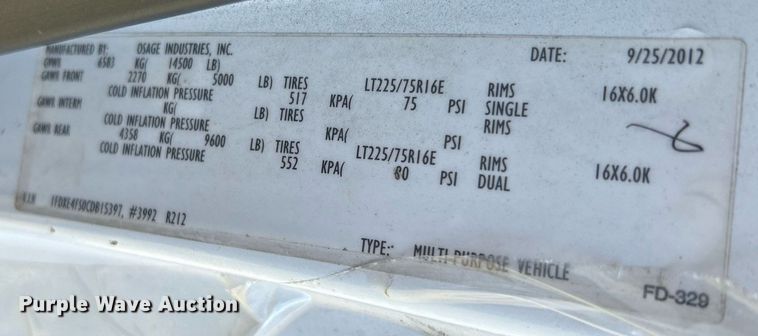 MANUFACTURED BY: OSAGE INDUSTRIES, INC. DATE: 9/25/2012
GVWR 6583 KG( 14500 LB)
GAWR FRONT 2270 KG( 5000 LB) TIRES LT225/75R16E RIMS 16X6.0K
COLD INFLATION PRESSURE 517 KPA( 75 PSI SINGLE
GAWR INTERM KG( LB) TIRES RIMS
COLD INFLATION PRESSURE KPA( PSI
GAWR REAR 4358 KG( 9600 LB) TIRES LT225/75R16E RIMS 16X6.0K
COLD INFLATION PRESSURE 552 KPA( 80 PSI DUAL
1FDXE4FS0CDB15397, #3992 R212
TYPE: MULTI-PURPOSE VEHICLE
FD-329
Purple Wave Auction